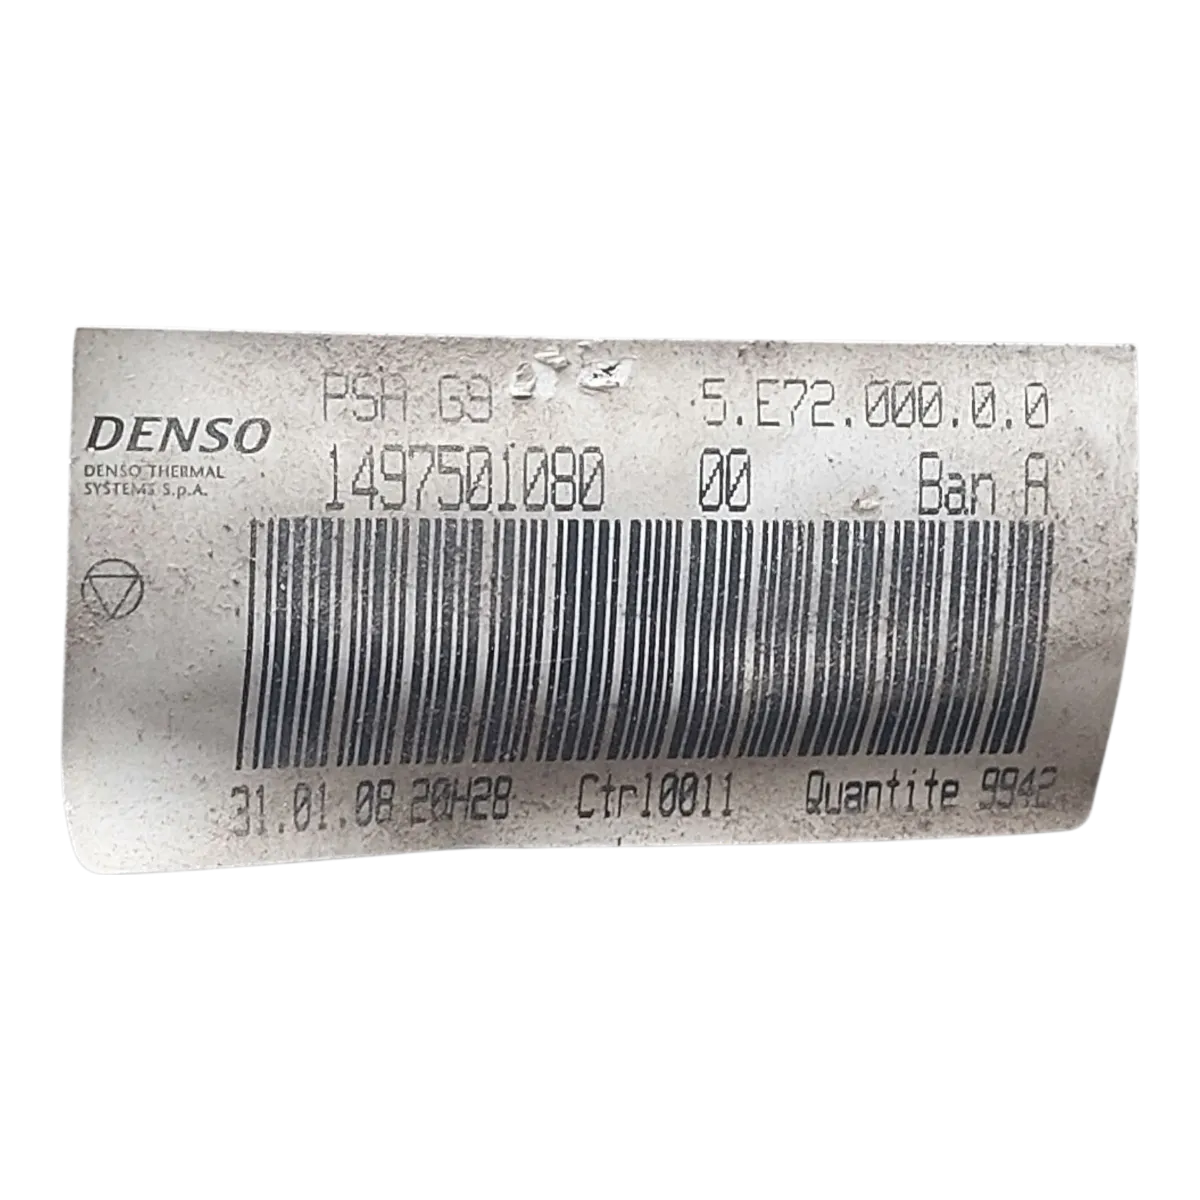 PSA G9 5.E72.000.0.0
DENSO
DENSO THERMAL
SYSTEMS S.p.A.
1497501080 00 Ban A
31.01.08 20H28 Ctrl0011 Quantite 9942